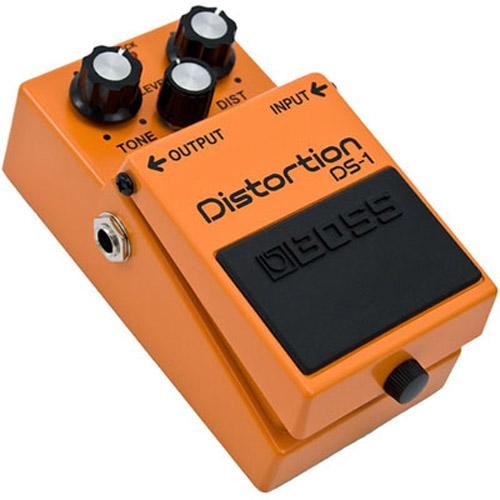 LEVEL
TONE
DIST
← OUTPUT
INPUT ←
Distortion
DS-1
BOSS